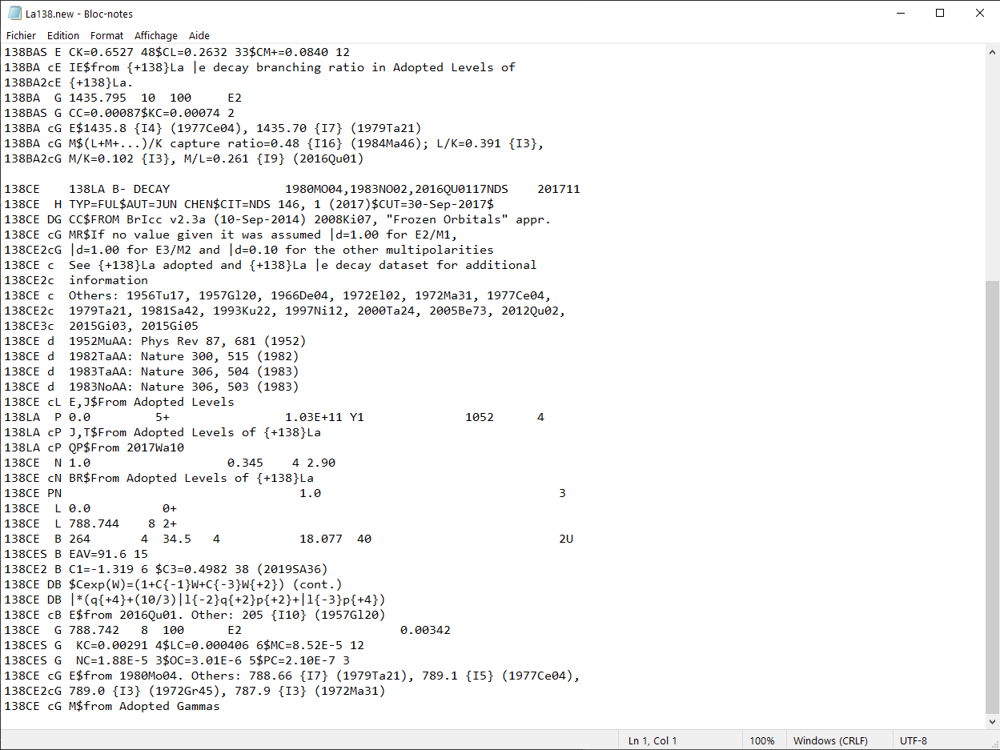 La138.new - Bloc-notes
Fichier Edition Format Affichage Aide
138BAS E CK=0.6527 48$CL=0.2632 33$CM+=0.0840 12
138BA cE IE$from {+138}La |e decay branching ratio in Adopted Levels of
138BA2cE {+138}La.
138BA  G 1435.795  10  100     E2
138BAS G CC=0.00087$KC=0.00074 2
138BA cG E$1435.8 {I4} (1977Ce04), 1435.70 {I7} (1979Ta21)
138BA cG M$(L+M+...)/K capture ratio=0.48 {I16} (1984Ma46); L/K=0.391 {I3},
138BA2cG M/K=0.102 {I3}, M/L=0.261 {I9} (2016Qu01)
138CE    138LA B- DECAY                1980MO04,1983NO02,2016QU0117NDS    201711
138CE  H TYP=FUL$AUT=JUN CHEN$CIT=NDS 146, 1 (2017)$CUT=30-Sep-2017$
138CE DG CC$FROM BrIcc v2.3a (10-Sep-2014) 2008Ki07, "Frozen Orbitals" appr.
138CE cG MR$If no value given it was assumed |d=1.00 for E2/M1,
138CE2cG |d=1.00 for E3/M2 and |d=0.10 for the other multipolarities
138CE c  See {+138}La adopted and {+138}La |e decay dataset for additional
138CE2c  information
138CE c  Others: 1956Tu17, 1957Gl20, 1966De04, 1972El02, 1972Ma31, 1977Ce04,
138CE2c  1979Ta21, 1981Sa42, 1993Ku22, 1997Ni12, 2000Ta24, 2005Be73, 2012Qu02,
138CE3c  2015Gi03, 2015Gi05
138CE d  1952MuAA: Phys Rev 87, 681 (1952)
138CE d  1982TaAA: Nature 300, 515 (1982)
138CE d  1983TaAA: Nature 306, 504 (1983)
138CE d  1983NoAA: Nature 306, 503 (1983)
138CE cL E,J$From Adopted Levels
138LA  P 0.0         5+                1.03E+11 Y1              1052      4
138LA cP J,T$From Adopted Levels of {+138}La
138LA cP QP$From 2017Wa10
138CE  N 1.0                   0.345    4 2.90
138CE cN BR$From Adopted Levels of {+138}La
138CE PN                                 1.0                                 3
138CE  L 0.0          0+
138CE  L 788.744    8 2+
138CE  B 264       4  34.5   4           18.077  40                          2U
138CES B EAV=91.6 15
138CE2 B C1=-1.319 6 $C3=0.4982 38 (2019SA36)
138CE DB $Cexp(W)=(1+C{-1}W+C{-3}W{+2}) (cont.)
138CE DB |*(q{+4}+(10/3)|l{-2}q{+2}p{+2}+|l{-3}p{+4})
138CE cB E$from 2016Qu01. Other: 205 {I10} (1957Gl20)
138CE  G 788.742   8  100      E2                      0.00342
138CES G  KC=0.00291 4$LC=0.000406 6$MC=8.52E-5 12
138CES G  NC=1.88E-5 3$OC=3.01E-6 5$PC=2.10E-7 3
138CE cG E$from 1980Mo04. Others: 788.66 {I7} (1979Ta21), 789.1 {I5} (1977Ce04),
138CE2cG 789.0 {I3} (1972Gr45), 787.9 {I3} (1972Ma31)
138CE cG M$from Adopted Gammas
Ln 1, Col 1 100% Windows (CRLF) UTF-8